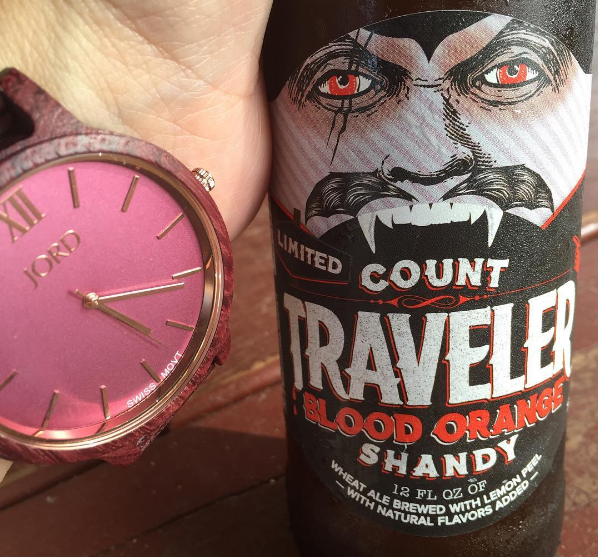 XII
JORD
SWISS MOVT
LIMITED
COUNT
TRAVELER
BLOOD ORANGE
SHANDY
12 FL OZ OF
WHEAT ALE BREWED WITH LEMON PEEL
— WITH NATURAL FLAVORS ADDED —